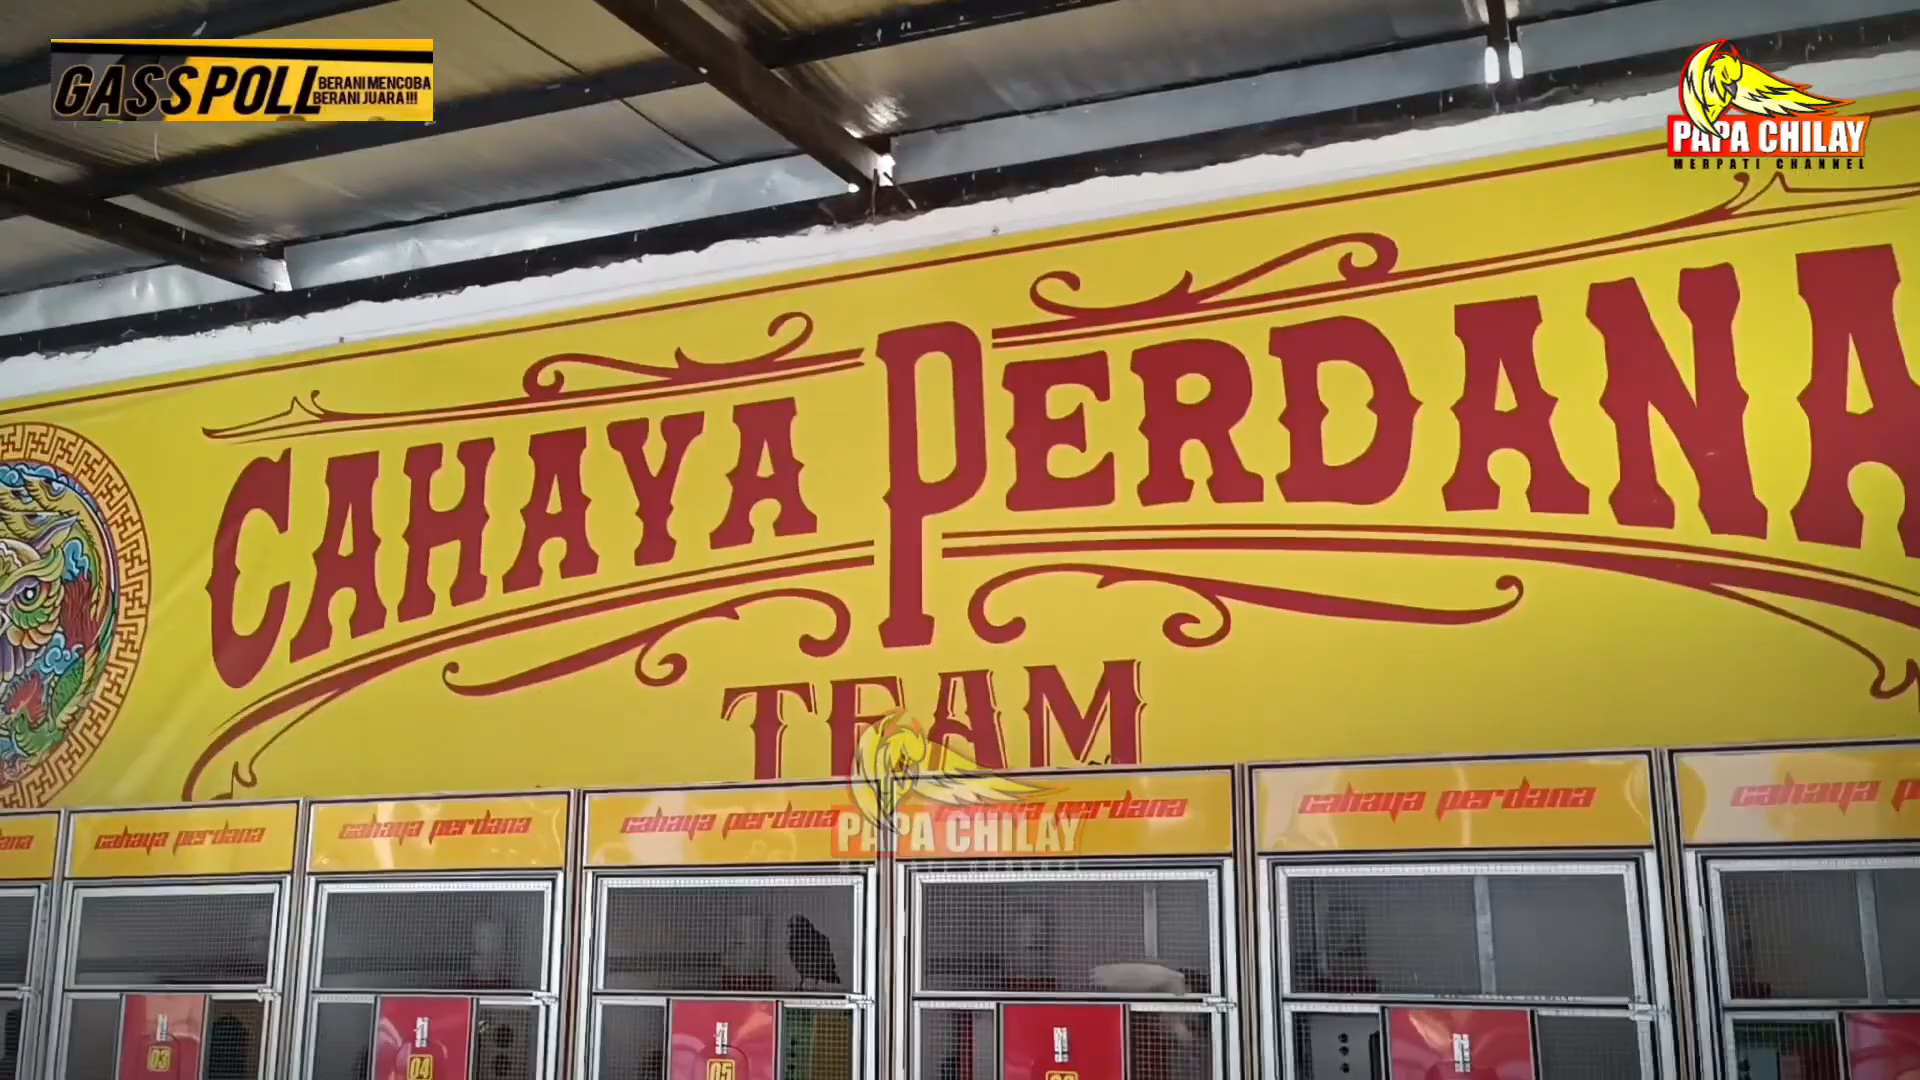 GASSPOLL
BERANI MENCOBA
BERANI JUARA!!!
PAPA CHILAY
MERPATI CHANNEL
CAHAYA PERDANA
TEAM
cahaya perdana
cahaya perdana
cahaya perdana
perdana
cahaya perdana
cahaya
PAPA CHILAY
03
04
05